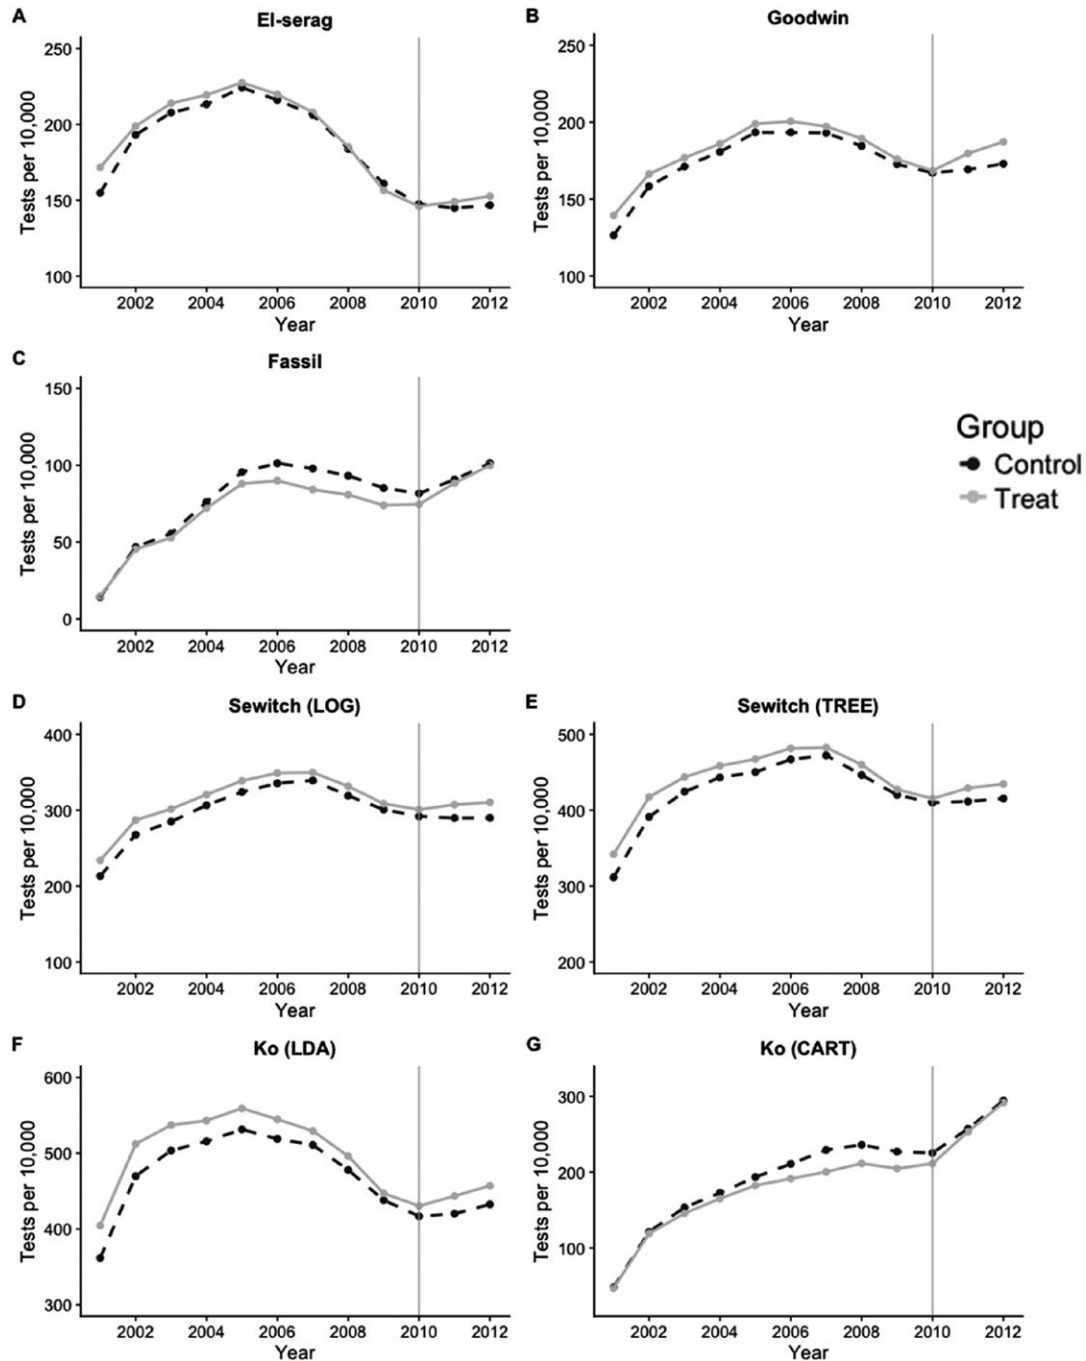 A
El-serag
250
200
150
100
Tests per 10,000
2002 2004 2006 2008 2010 2012
Year
B
Goodwin
250
200
150
100
Tests per 10,000
2002 2004 2006 2008 2010 2012
Year
C
Fassil
150
100
50
0
Tests per 10,000
2002 2004 2006 2008 2010 2012
Year
Group
Control
Treat
D
Sewitch (LOG)
400
300
200
100
Tests per 10,000
2002 2004 2006 2008 2010 2012
Year
E
Sewitch (TREE)
500
400
300
200
Tests per 10,000
2002 2004 2006 2008 2010 2012
Year
F
Ko (LDA)
600
500
400
300
Tests per 10,000
2002 2004 2006 2008 2010 2012
Year
G
Ko (CART)
300
200
100
Tests per 10,000
2002 2004 2006 2008 2010 2012
Year